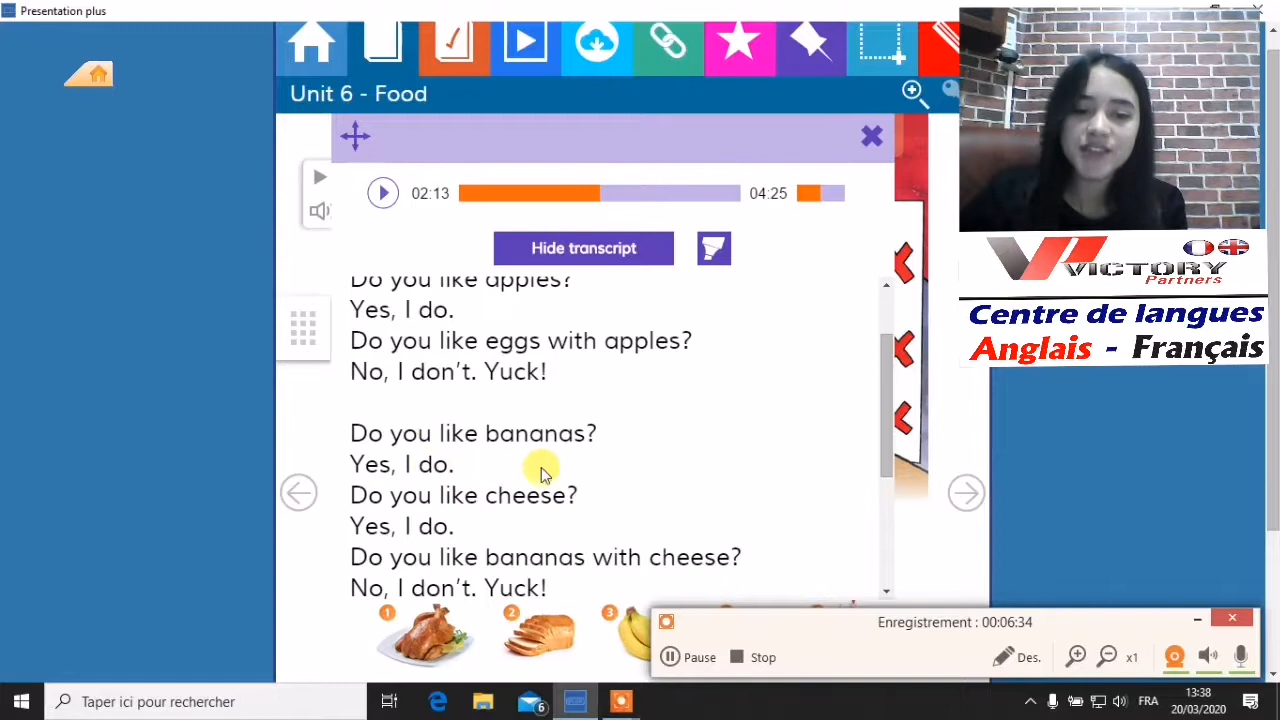 Presentation plus
Unit 6 - Food
02:13
04:25
Hide transcript
Do you like apples?
Yes, I do.
Do you like eggs with apples?
No, I don't. Yuck!
Do you like bananas?
Yes, I do.
Do you like cheese?
Yes, I do.
Do you like bananas with cheese?
No, I don't. Yuck!
1
2
3
VP VICTORY
Partners
Centre de langues
Anglais - Français
Enregistrement : 00:06:34
Pause
Stop
Des.
x1
Taper ici pour rechercher
6
FRA
13:38
20/03/2020